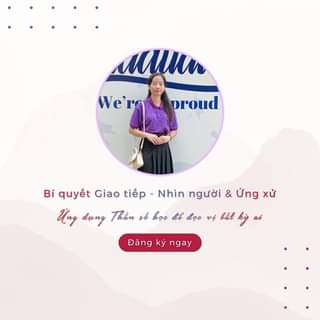 We're proud
Bí quyết Giao tiếp - Nhìn người & Ứng xử
Ứng dụng Thần số học để đọc vị bất kỳ ai
Đăng ký ngay